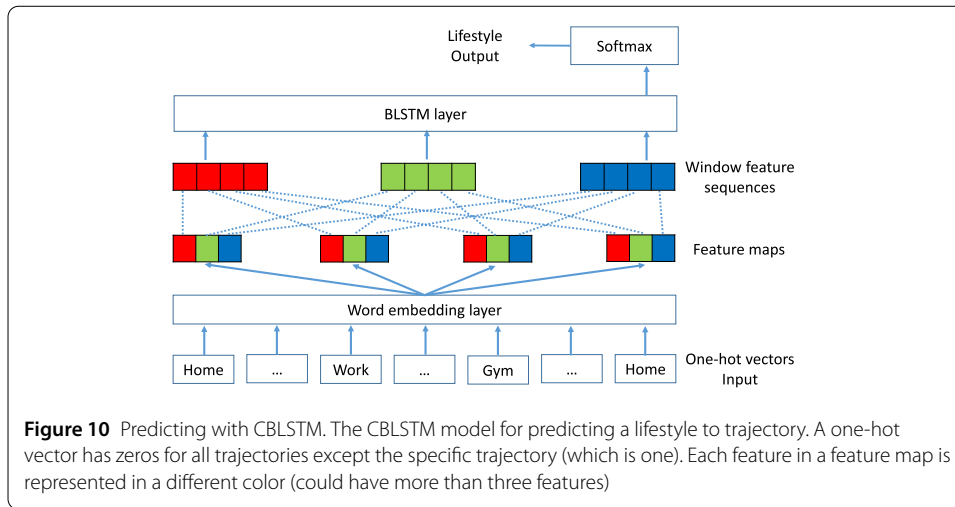 Lifestyle
Output
Softmax
BLSTM layer
Window feature
sequences
Feature maps
Word embedding layer
Home
...
Work
...
Gym
...
Home
One-hot vectors
Input
Figure 10 Predicting with CBLSTM. The CBLSTM model for predicting a lifestyle to trajectory. A one-hot
vector has zeros for all trajectories except the specific trajectory (which is one). Each feature in a feature map is
represented in a different color (could have more than three features)